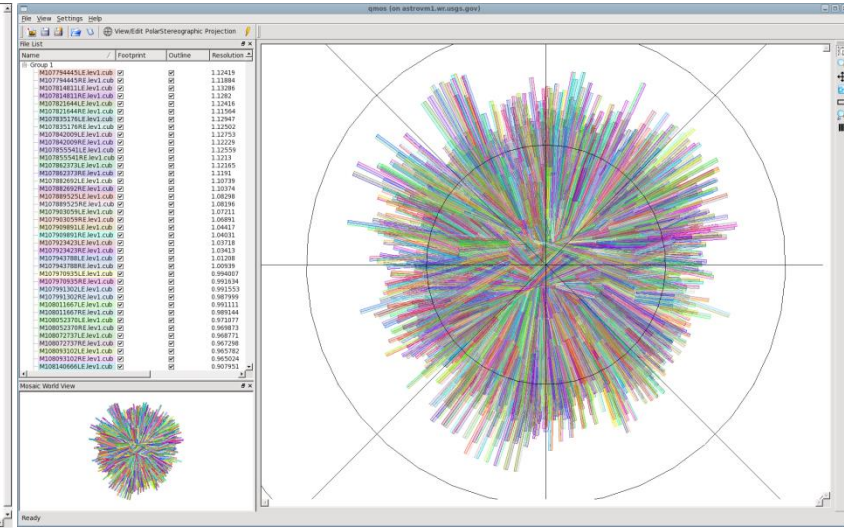 qmos (on astrovm1.wr.usgs.gov)
File View Settings Help
View/Edit PolarStereographic Projection
File List
Name Footprint Outline Resolution
Group 1
M107794445LE.lev1.cub 1.12419
M107794445RE.lev1.cub 1.11884
M107814811LE.lev1.cub 1.13286
M107814811RE.lev1.cub 1.1282
M107821644LE.lev1.cub 1.12416
M107821644RE.lev1.cub 1.11564
M107835176LE.lev1.cub 1.12947
M107835176RE.lev1.cub 1.12502
M107842009LE.lev1.cub 1.12753
M107842009RE.lev1.cub 1.12229
M107855541LE.lev1.cub 1.12559
M107855541RE.lev1.cub 1.1213
M107862373LE.lev1.cub 1.12165
M107862373RE.lev1.cub 1.1191
M107882692LE.lev1.cub 1.10739
M107882692RE.lev1.cub 1.10374
M107889525LE.lev1.cub 1.08298
M107889525RE.lev1.cub 1.08196
M107903059LE.lev1.cub 1.07211
M107903059RE.lev1.cub 1.06891
M107909891LE.lev1.cub 1.04417
M107909891RE.lev1.cub 1.04031
M107923423LE.lev1.cub 1.03718
M107923423RE.lev1.cub 1.03413
M107943788LE.lev1.cub 1.01208
M107943788RE.lev1.cub 1.00939
M107970935LE.lev1.cub 0.994007
M107970935RE.lev1.cub 0.991634
M107991302LE.lev1.cub 0.991553
M107991302RE.lev1.cub 0.987999
M108011667LE.lev1.cub 0.991111
M108011667RE.lev1.cub 0.989144
M108052370LE.lev1.cub 0.971077
M108052370RE.lev1.cub 0.969873
M108072737LE.lev1.cub 0.968771
M108072737RE.lev1.cub 0.967298
M108093102LE.lev1.cub 0.965782
M108093102RE.lev1.cub 0.965024
M108140666LE.lev1.cub 0.907951
Mosaic World View
Ready